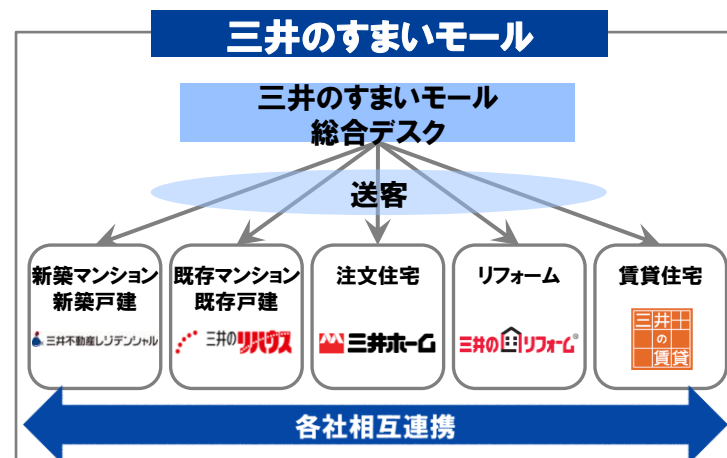 三井のすまいモール
三井のすまいモール
総合デスク
送客
新築マンション
新築戸建
三井不動産レジデンシャル
既存マンション
既存戸建
三井のリハウス
注文住宅
三井ホーム
リフォーム
三井のリフォーム®
賃貸住宅
三井
の
賃貸
各社相互連携